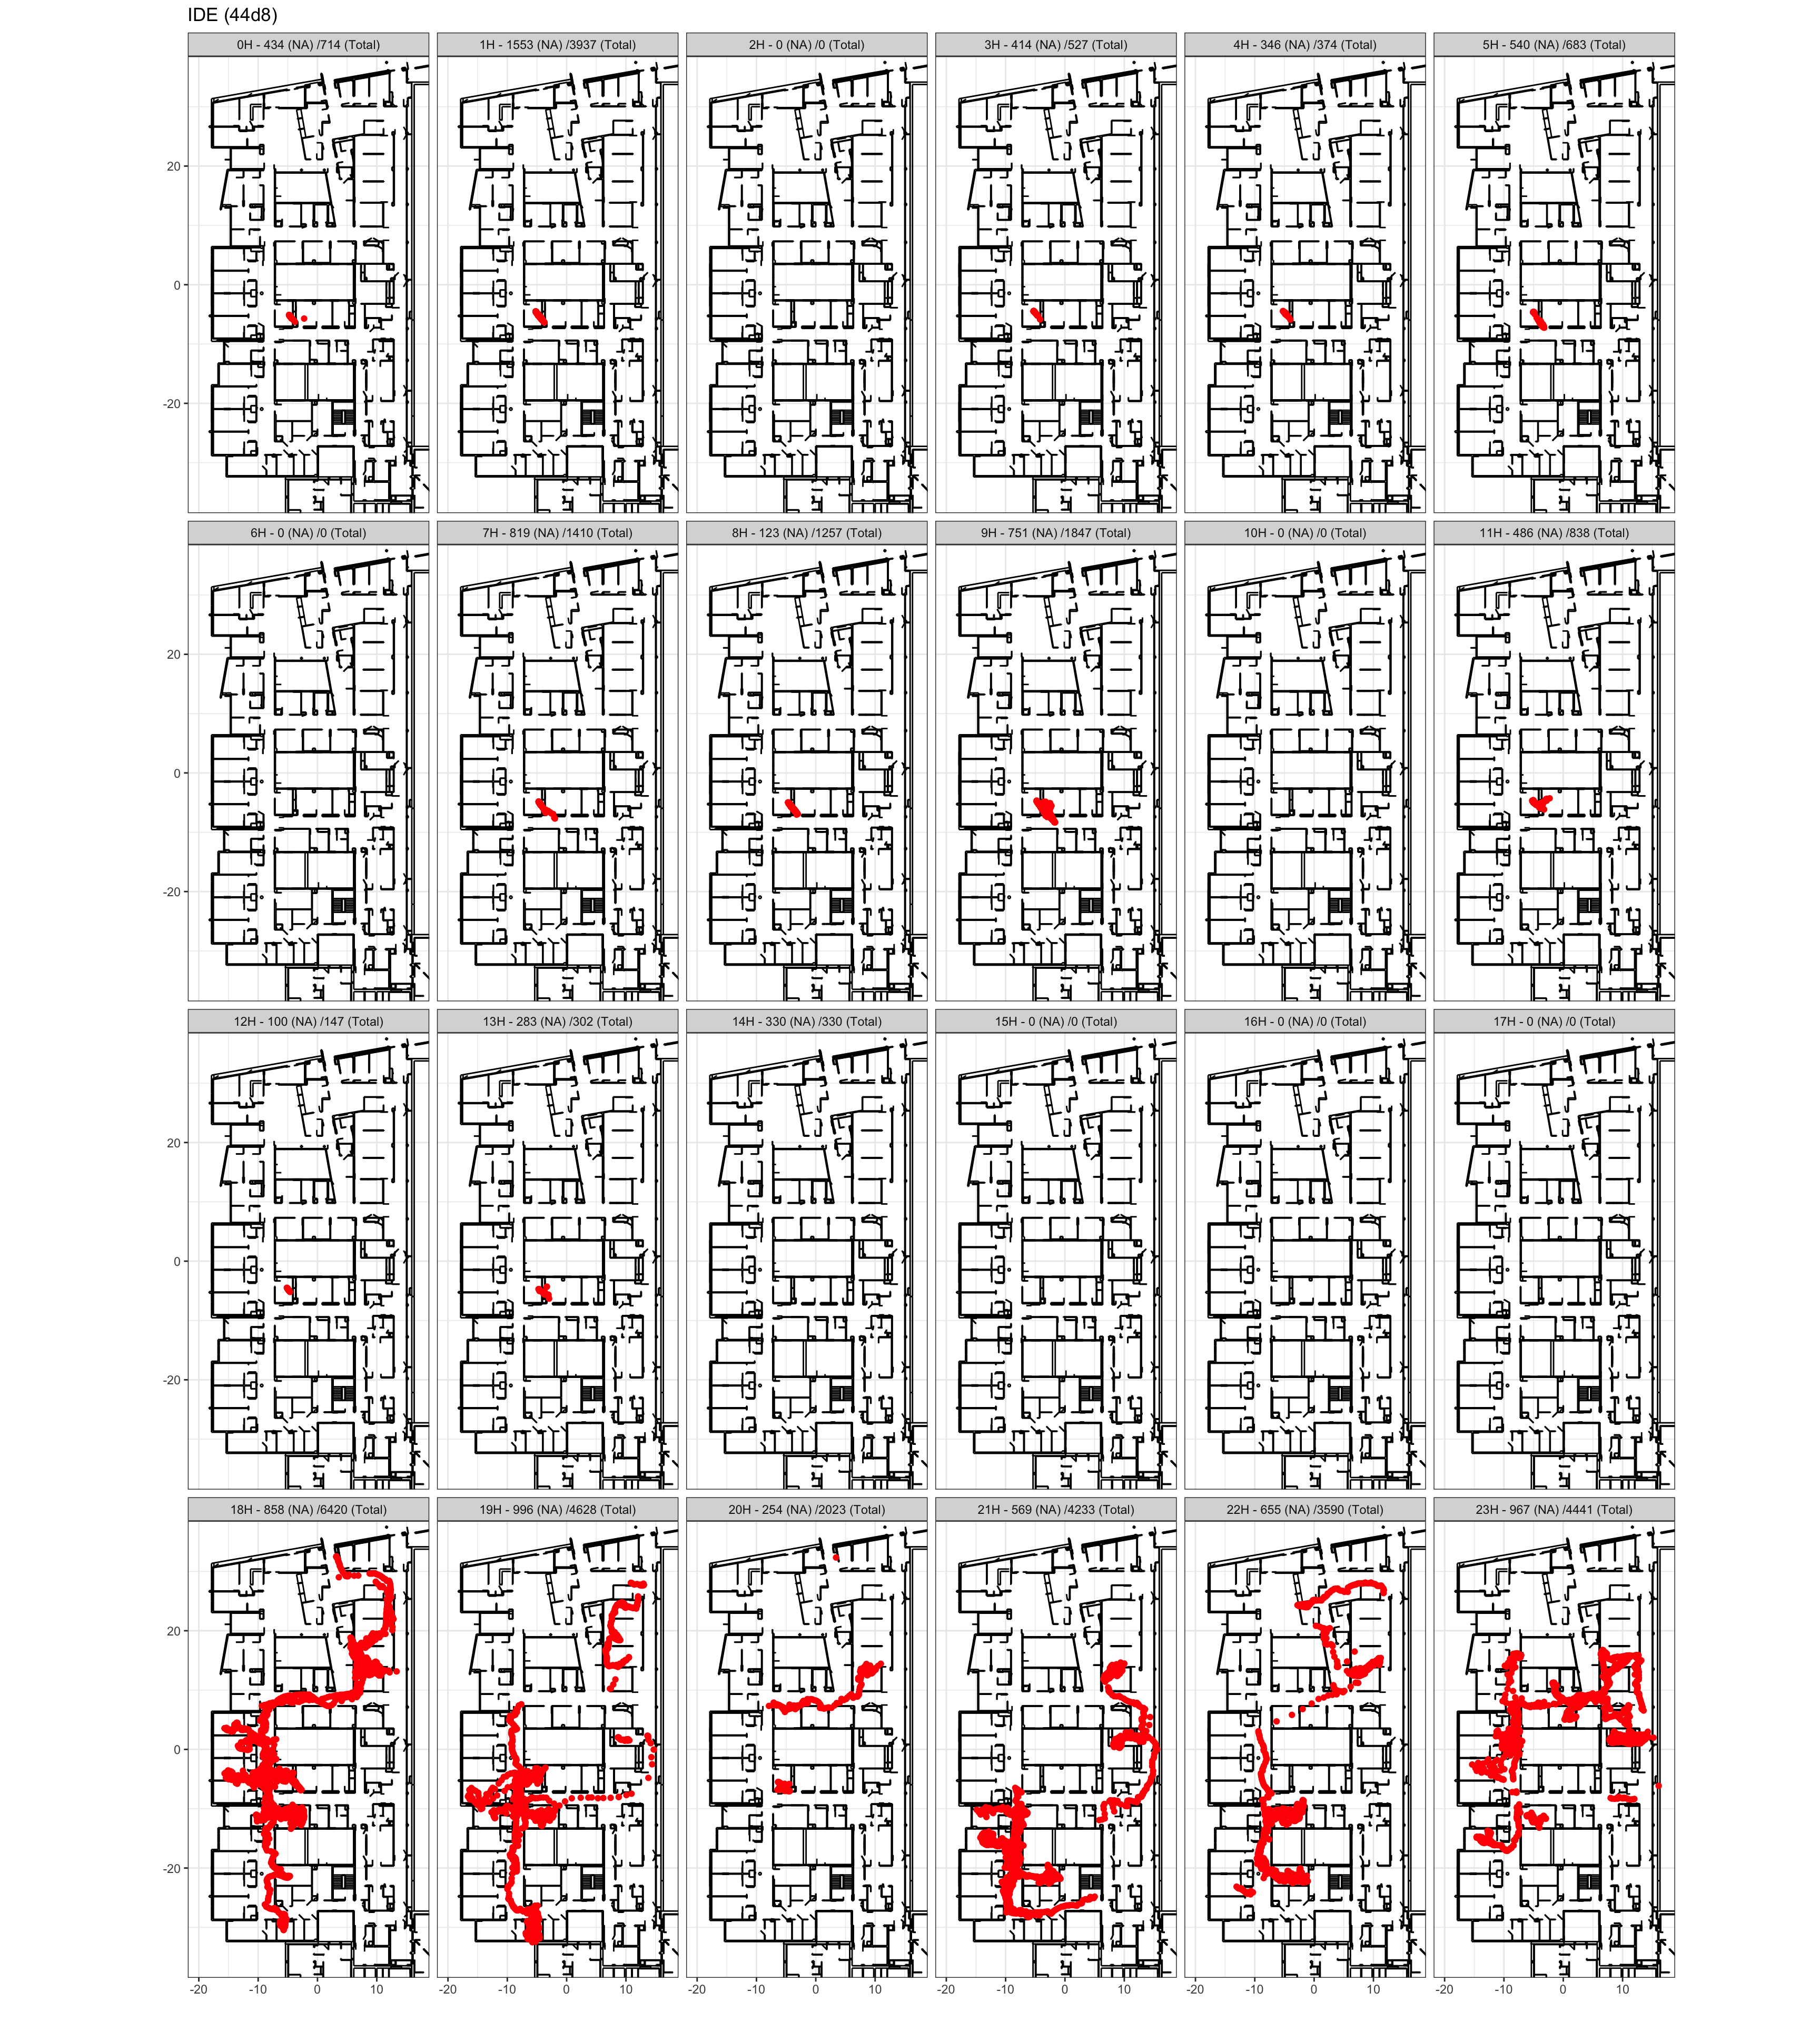 IDE (44d8)
0H - 434 (NA) /714 (Total) 1H - 1553 (NA) /3937 (Total) 2H - 0 (NA) /0 (Total) 3H - 414 (NA) /527 (Total) 4H - 346 (NA) /374 (Total) 5H - 540 (NA) /683 (Total)
20
0
-20
6H - 0 (NA) /0 (Total) 7H - 819 (NA) /1410 (Total) 8H - 123 (NA) /1257 (Total) 9H - 751 (NA) /1847 (Total) 10H - 0 (NA) /0 (Total) 11H - 486 (NA) /838 (Total)
20
0
-20
12H - 100 (NA) /147 (Total) 13H - 283 (NA) /302 (Total) 14H - 330 (NA) /330 (Total) 15H - 0 (NA) /0 (Total) 16H - 0 (NA) /0 (Total) 17H - 0 (NA) /0 (Total)
20
0
-20
18H - 858 (NA) /6420 (Total) 19H - 996 (NA) /4628 (Total) 20H - 254 (NA) /2023 (Total) 21H - 569 (NA) /4233 (Total) 22H - 655 (NA) /3590 (Total) 23H - 967 (NA) /4441 (Total)
20
0
-20
-20 -10 0 10 -20 -10 0 10 -20 -10 0 10 -20 -10 0 10 -20 -10 0 10 -20 -10 0 10